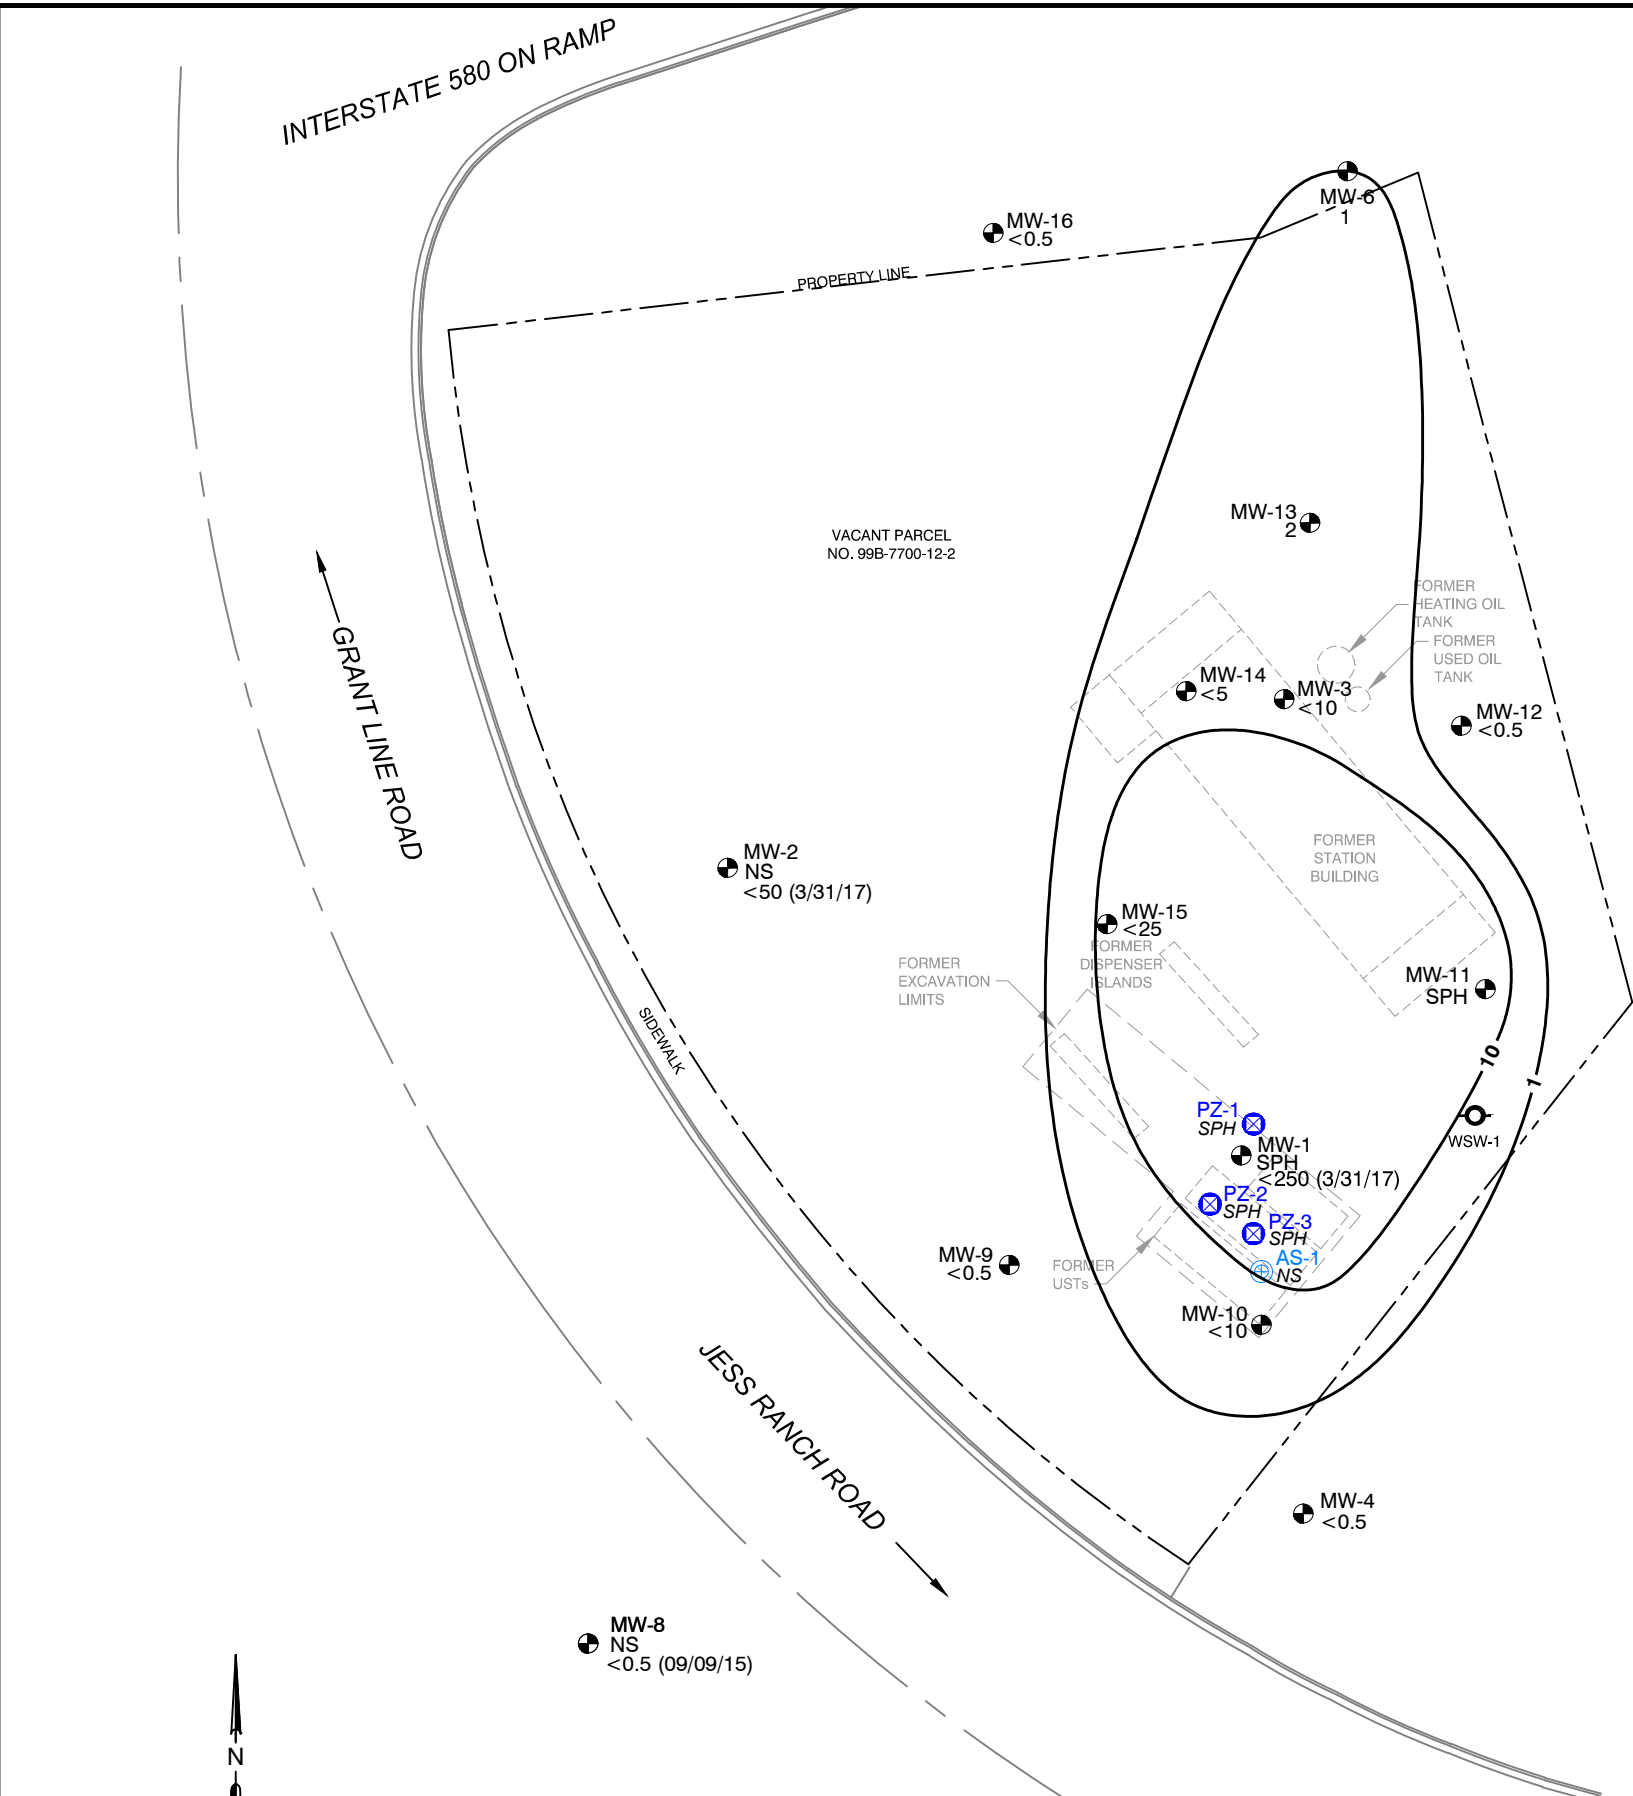 INTERSTATE 580 ON RAMP
MW-6
1
MW-16
<0.5
PROPERTY LINE
MW-13
2
VACANT PARCEL
NO. 99B-7700-12-2
FORMER
HEATING OIL
TANK
FORMER
USED OIL
TANK
GRANT LINE ROAD
MW-14
<5
MW-3
<10
MW-12
<0.5
FORMER
STATION
BUILDING
MW-2
NS
<50 (3/31/17)
MW-15
<25
FORMER
DISPENSER
ISLANDS
FORMER
EXCAVATION
LIMITS
MW-11
SPH
SIDEWALK
10
1
PZ-1
SPH
WSW-1
MW-1
SPH
<250 (3/31/17)
PZ-2
SPH
PZ-3
SPH
AS-1
NS
MW-9
<0.5
FORMER
USTs
MW-10
<10
JESS RANCH ROAD
MW-4
<0.5
MW-8
NS
<0.5 (09/09/15)
N
0